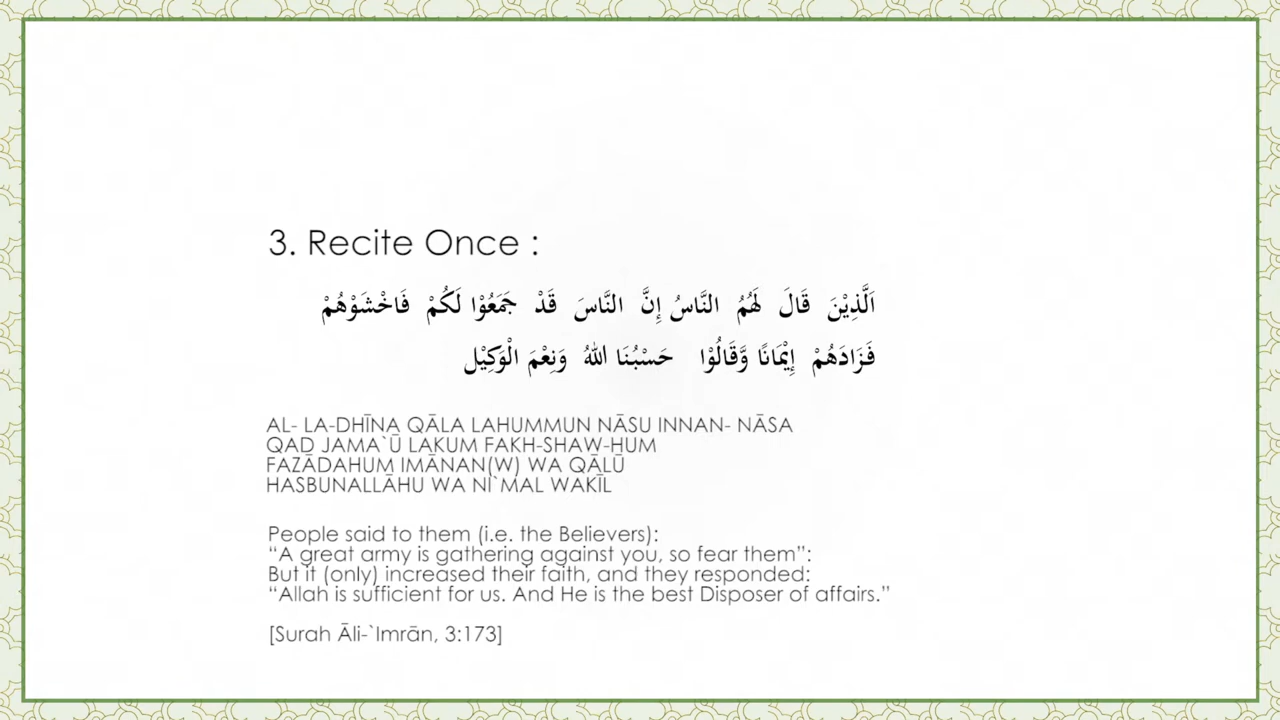 3. Recite Once :
اَلَّذِيْنَ قَالَ لَهُمُ النَّاسُ إِنَّ النَّاسَ قَدْ جَمَعُوْا لَكُمْ فَاخْشَوْهُمْ
فَزَادَهُمْ إِيْمَانًا وَّقَالُوْا حَسْبُنَا اللهُ وَنِعْمَ الْوَكِيْل
AL- LA-DHĪNA QĀLA LAHUMMUN NĀSU INNAN- NĀSA
QAD JAMA`Ū LAKUM FAKH-SHAW-HUM
FAZĀDAHUM IMĀNAN(W) WA QĀLŪ
HASBUNALLĀHU WA NI`MAL WAKĪL
People said to them (i.e. the Believers):
“A great army is gathering against you, so fear them”:
But it (only) increased their faith, and they responded:
“Allah is sufficient for us. And He is the best Disposer of affairs.”
[Surah Āli-`Imrān, 3:173]